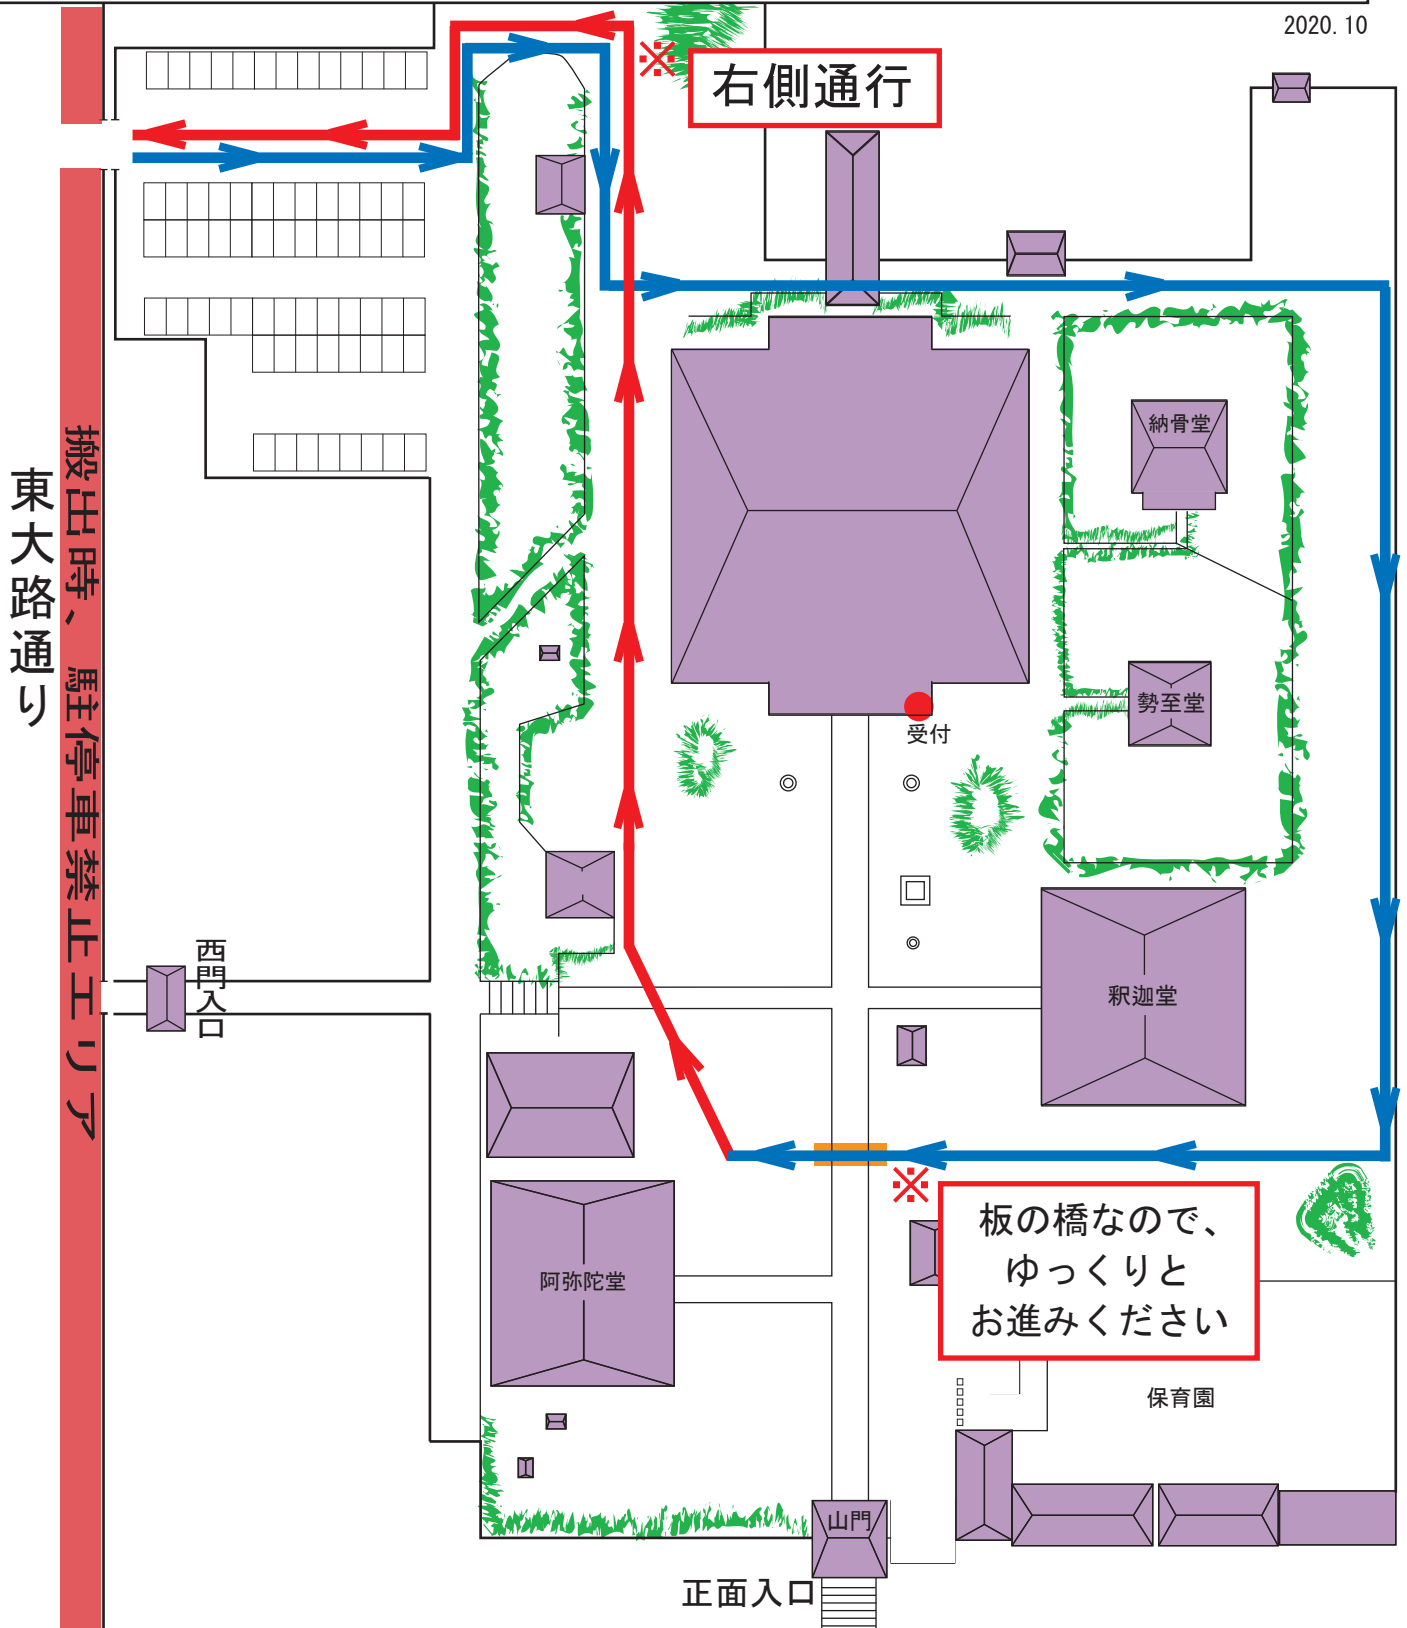 2020.10
※
右側通行
納骨堂
東大路通り
搬出時、駐停車禁止エリア
勢至堂
受付
西門入口
釈迦堂
※
板の橋なので、
ゆっくりと
お進みください
阿弥陀堂
保育園
山門
正面入口